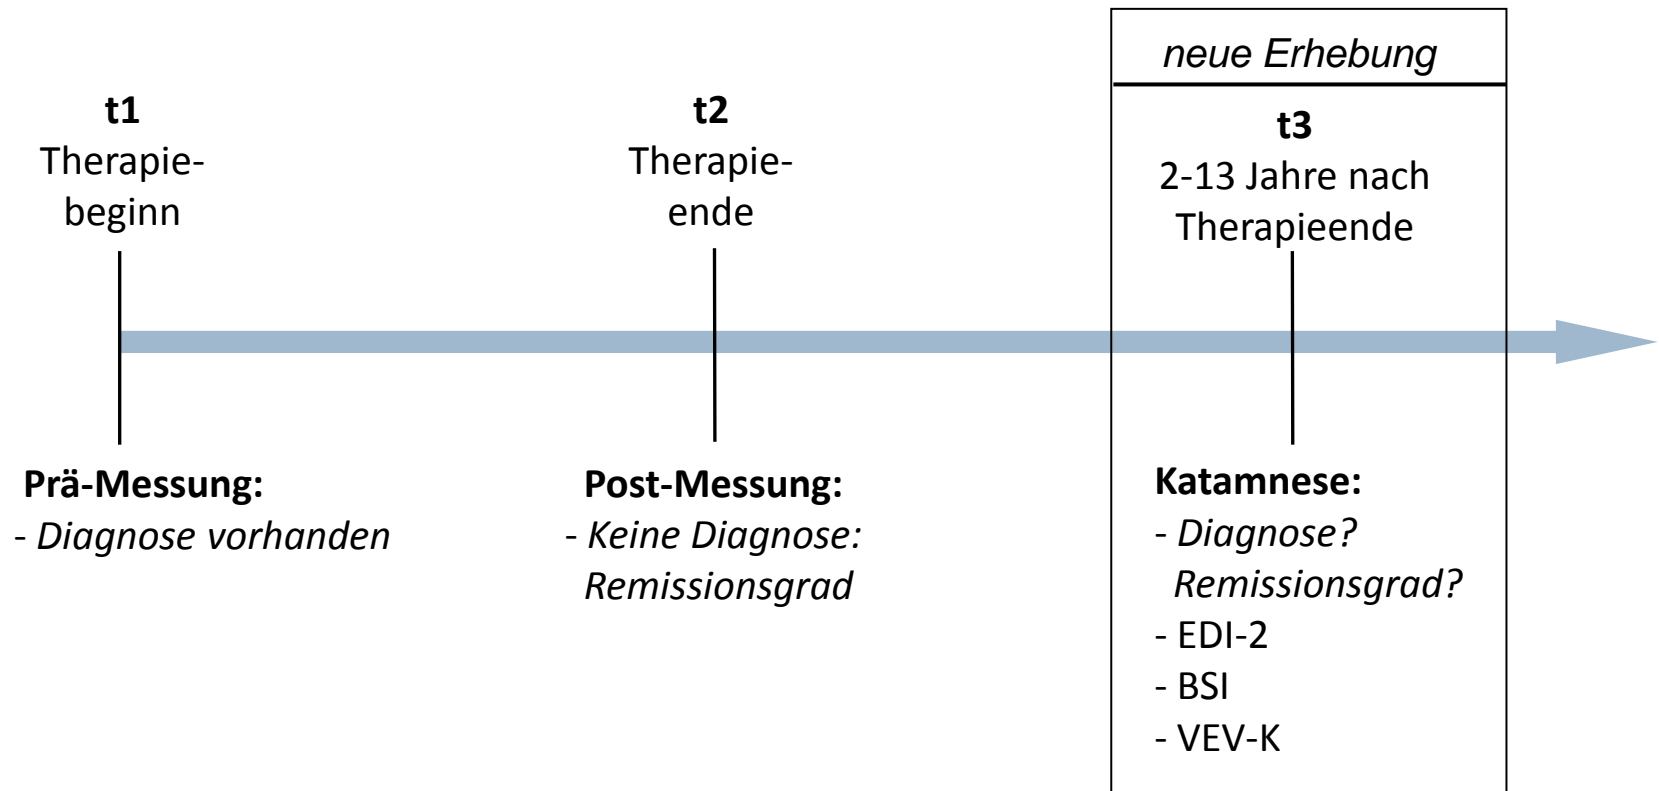 t1
Therapie-
beginn
t2
Therapie-
ende
neue Erhebung
t3
2-13 Jahre nach
Therapieende
Prä-Messung:
- Diagnose vorhanden
Post-Messung:
- Keine Diagnose:
Remissionsgrad
Katamnese:
- Diagnose?
Remissionsgrad?
- EDI-2
- BSI
- VEV-K